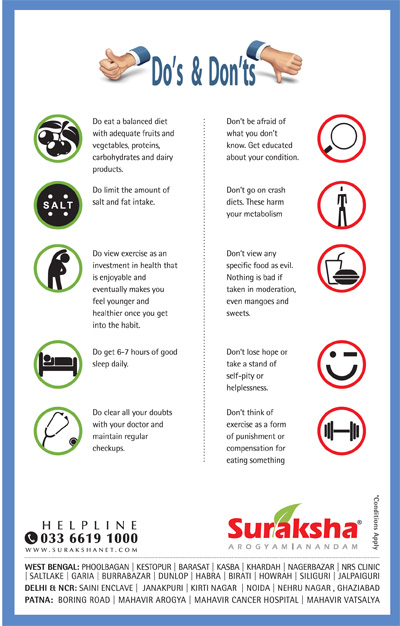 Do's & Don'ts
Do eat a balanced diet
with adequate fruits and
vegetables, proteins,
carbohydrates and dairy
products.
SALT
Do limit the amount of
salt and fat intake.
Do view exercise as an
investment in health that
is enjoyable and
eventually makes you
feel younger and
healthier once you get
into the habit.
Do get 6-7 hours of good
sleep daily.
Do clear all your doubts
with your doctor and
maintain regular
checkups.
Don't be afraid of
what you don't
know. Get educated
about your condition.
Don't go on crash
diets. These harm
your metabolism
Don't view any
specific food as evil.
Nothing is bad if
taken in moderation,
even mangoes and
sweets.
Don't lose hope or
take a stand of
self-pity or
helplessness.
Don't think of
exercise as a form
of punishment or
compensation for
eating something
HELPLINE
033 6619 1000
WWW.SURAKSHANET.COM
Suraksha®
AROGYAM|ANANDAM
*Conditions Apply
WEST BENGAL: PHOOLBAGAN | KESTOPUR | BARASAT | KASBA | KHARDAH | NAGERBAZAR | NRS CLINIC
| SALTLAKE | GARIA | BURRABAZAR | DUNLOP | HABRA | BIRATI | HOWRAH | SILIGURI | JALPAIGURI
DELHI & NCR: SAINI ENCLAVE | JANAKPURI | KIRTI NAGAR | NOIDA | NEHRU NAGAR , GHAZIABAD
PATNA: BORING ROAD | MAHAVIR AROGYA | MAHAVIR CANCER HOSPITAL | MAHAVIR VATSALYA